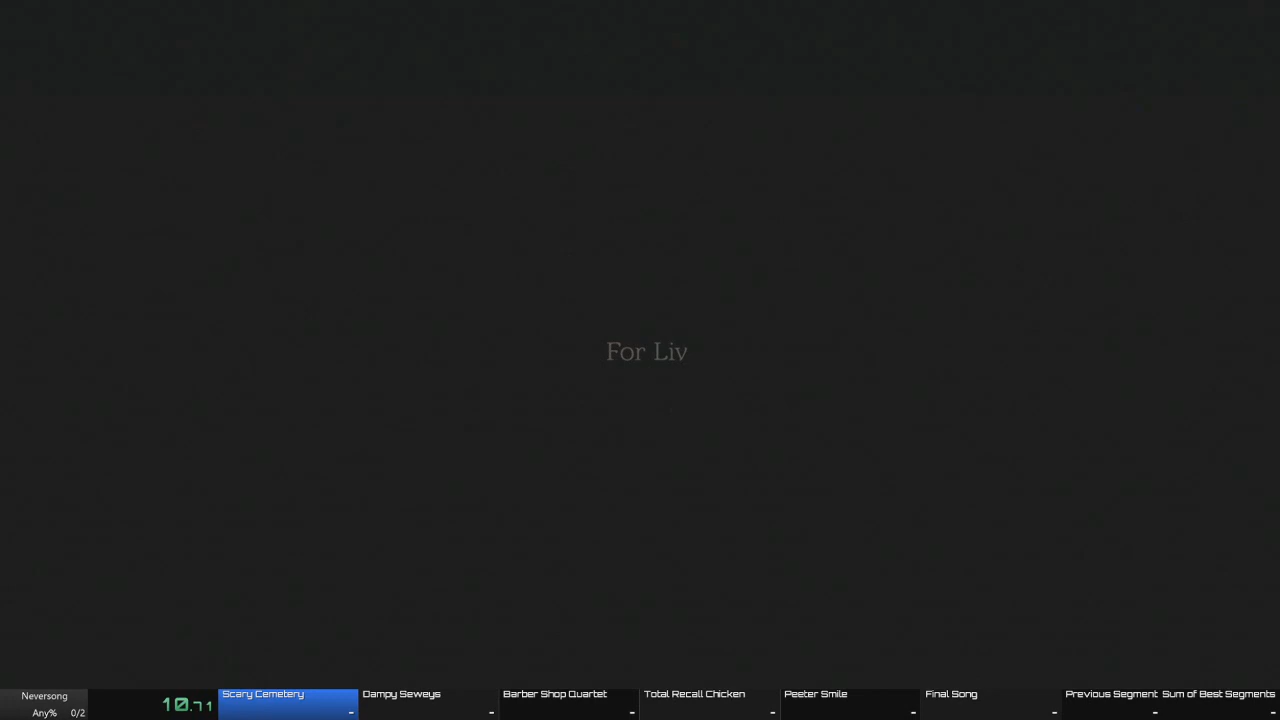 For Liv
Neversong
Any% 0/2
10.71
Scary Cemetery
-
Dampy Seweys
-
Barber Shop Quartet
-
Total Recall Chicken
-
Peeter Smile
-
Final Song
-
Previous Segment
-
Sum of Best Segments
-